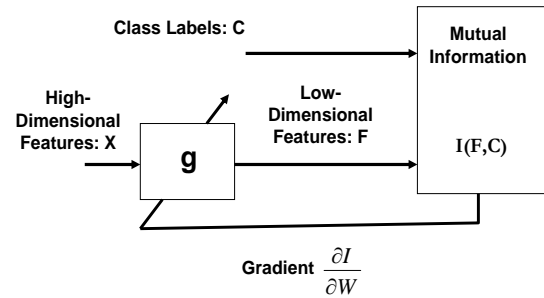 Class Labels: C
Mutual
Information
High-
Dimensional
Features: X
Low-
Dimensional
Features: F
g
I(F,C)
Gradient ∂I/∂W